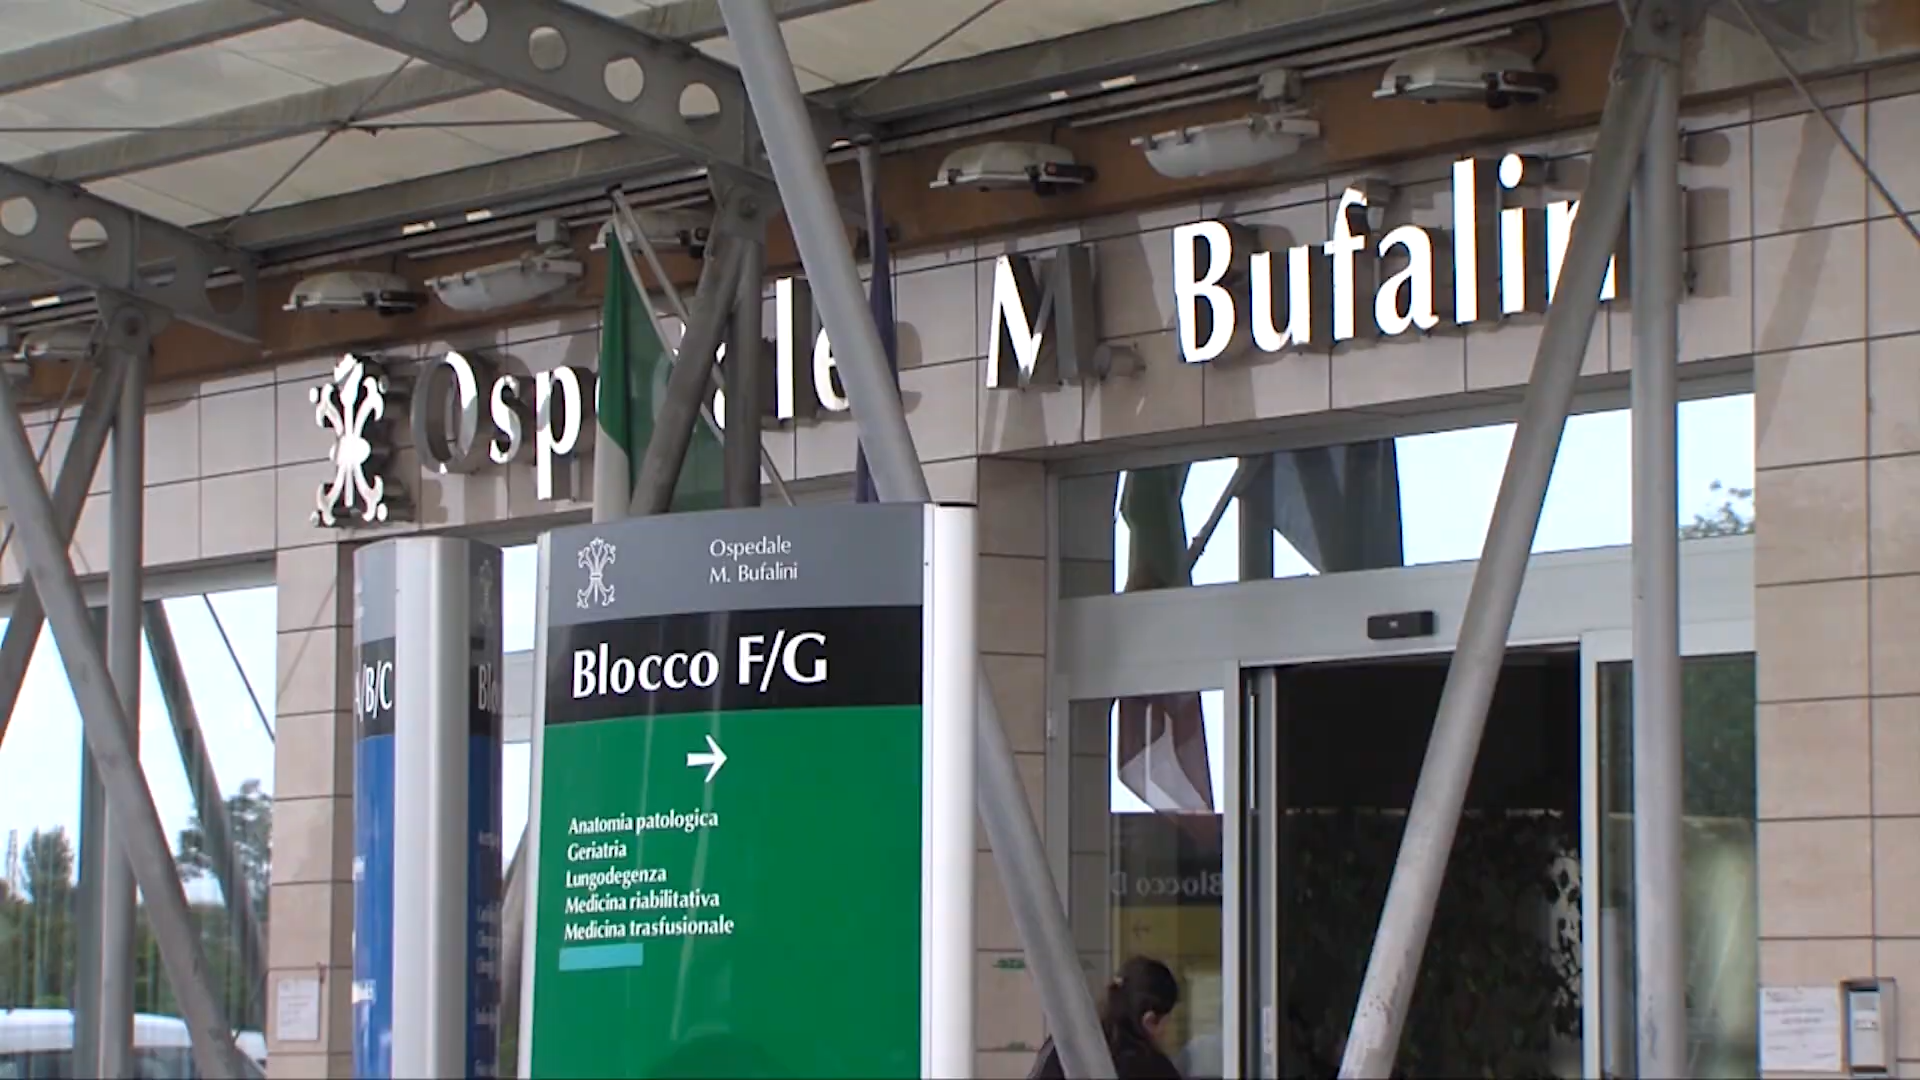 Ospedale M. Bufalini
Ospedale
M. Bufalini
Blocco F/G
→
Anatomia patologica
Geriatria
Lungodegenza
Medicina riabilitativa
Medicina trasfusionale
A/B/C